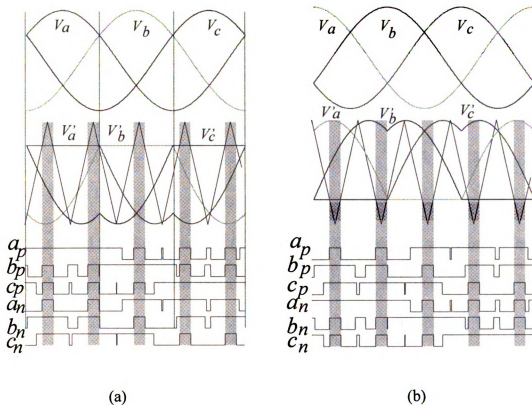 Va Vb Vc
V'a V'b V'c
ap
bp
cp
an
bn
cn
(a)
Va Vb Vc
V'a V'b V'c
ap
bp
cp
an
bn
cn
(b)